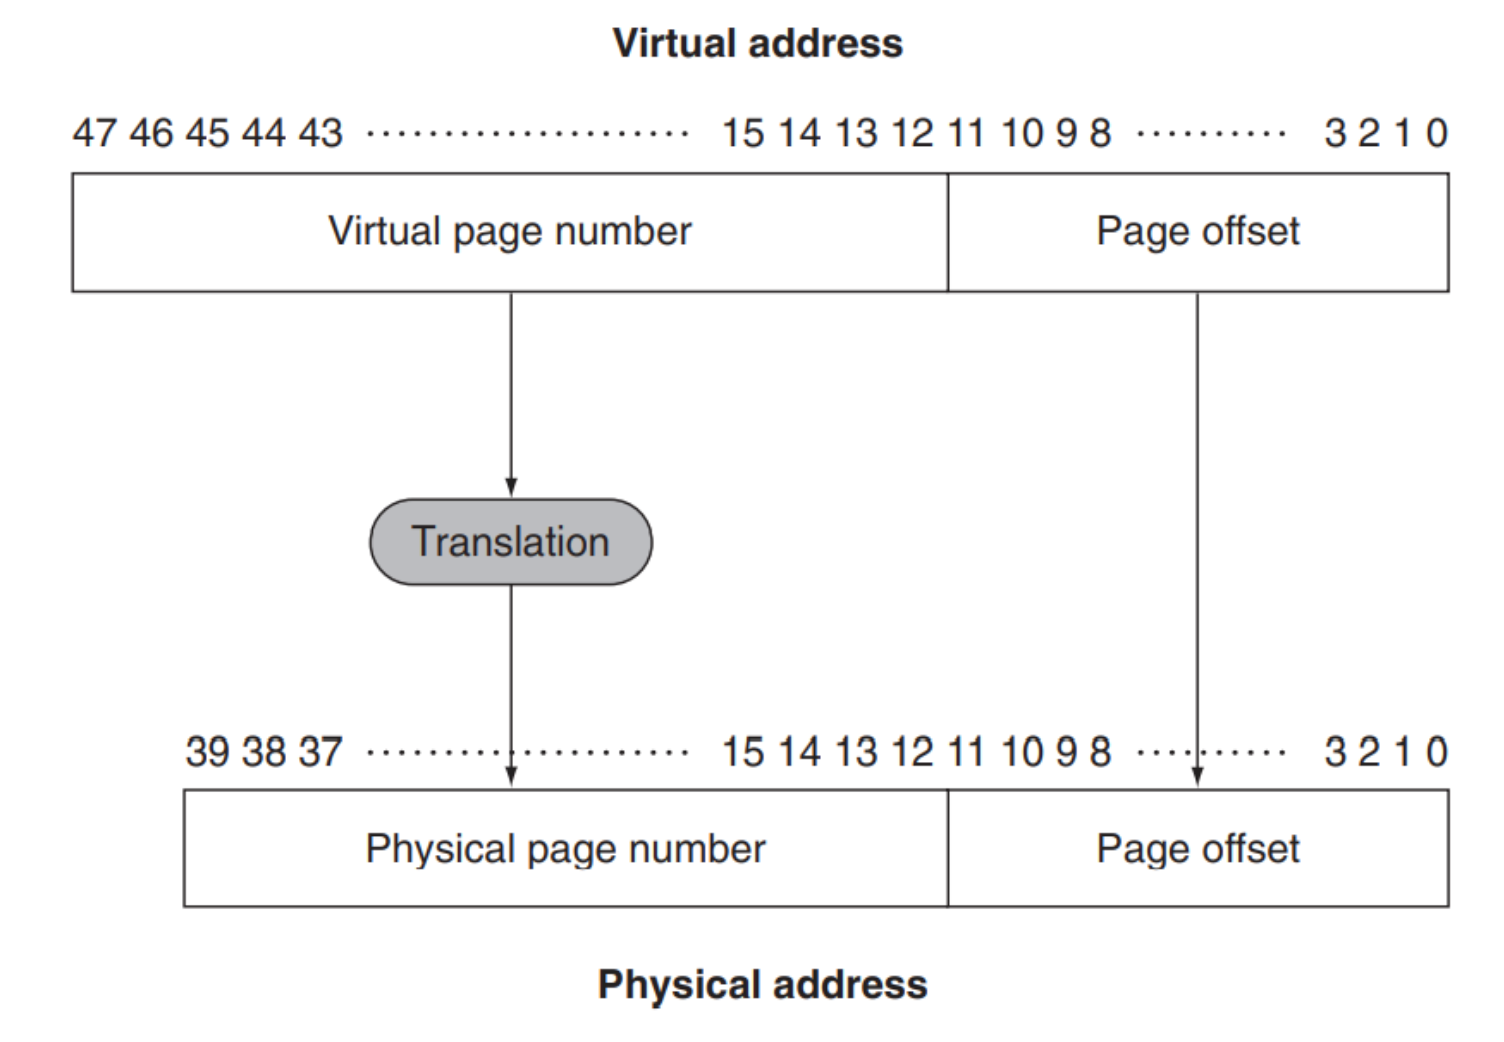 Virtual address
47 46 45 44 43 ····················· 15 14 13 12 11 10 9 8 ·········· 3 2 1 0
Virtual page number Page offset
Translation
39 38 37 ····················· 15 14 13 12 11 10 9 8 ·········· 3 2 1 0
Physical page number Page offset
Physical address